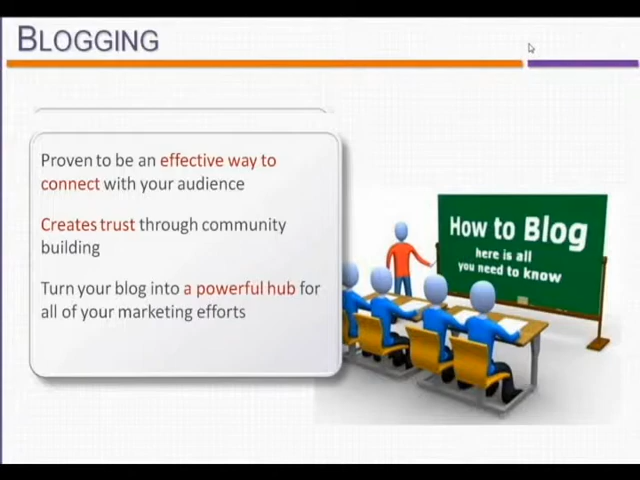 BLOGGING
Proven to be an effective way to
connect with your audience
Creates trust through community
building
Turn your blog into a powerful hub for
all of your marketing efforts
How to Blog
here is all
you need to know